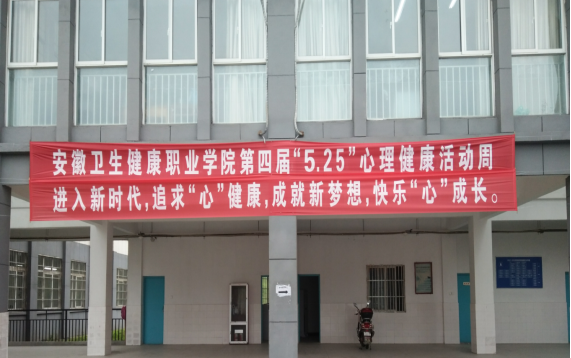 安徽卫生健康职业学院第四届“5.25”心理健康活动周
进入新时代,追求“心”健康,成就新梦想,快乐“心”成长。